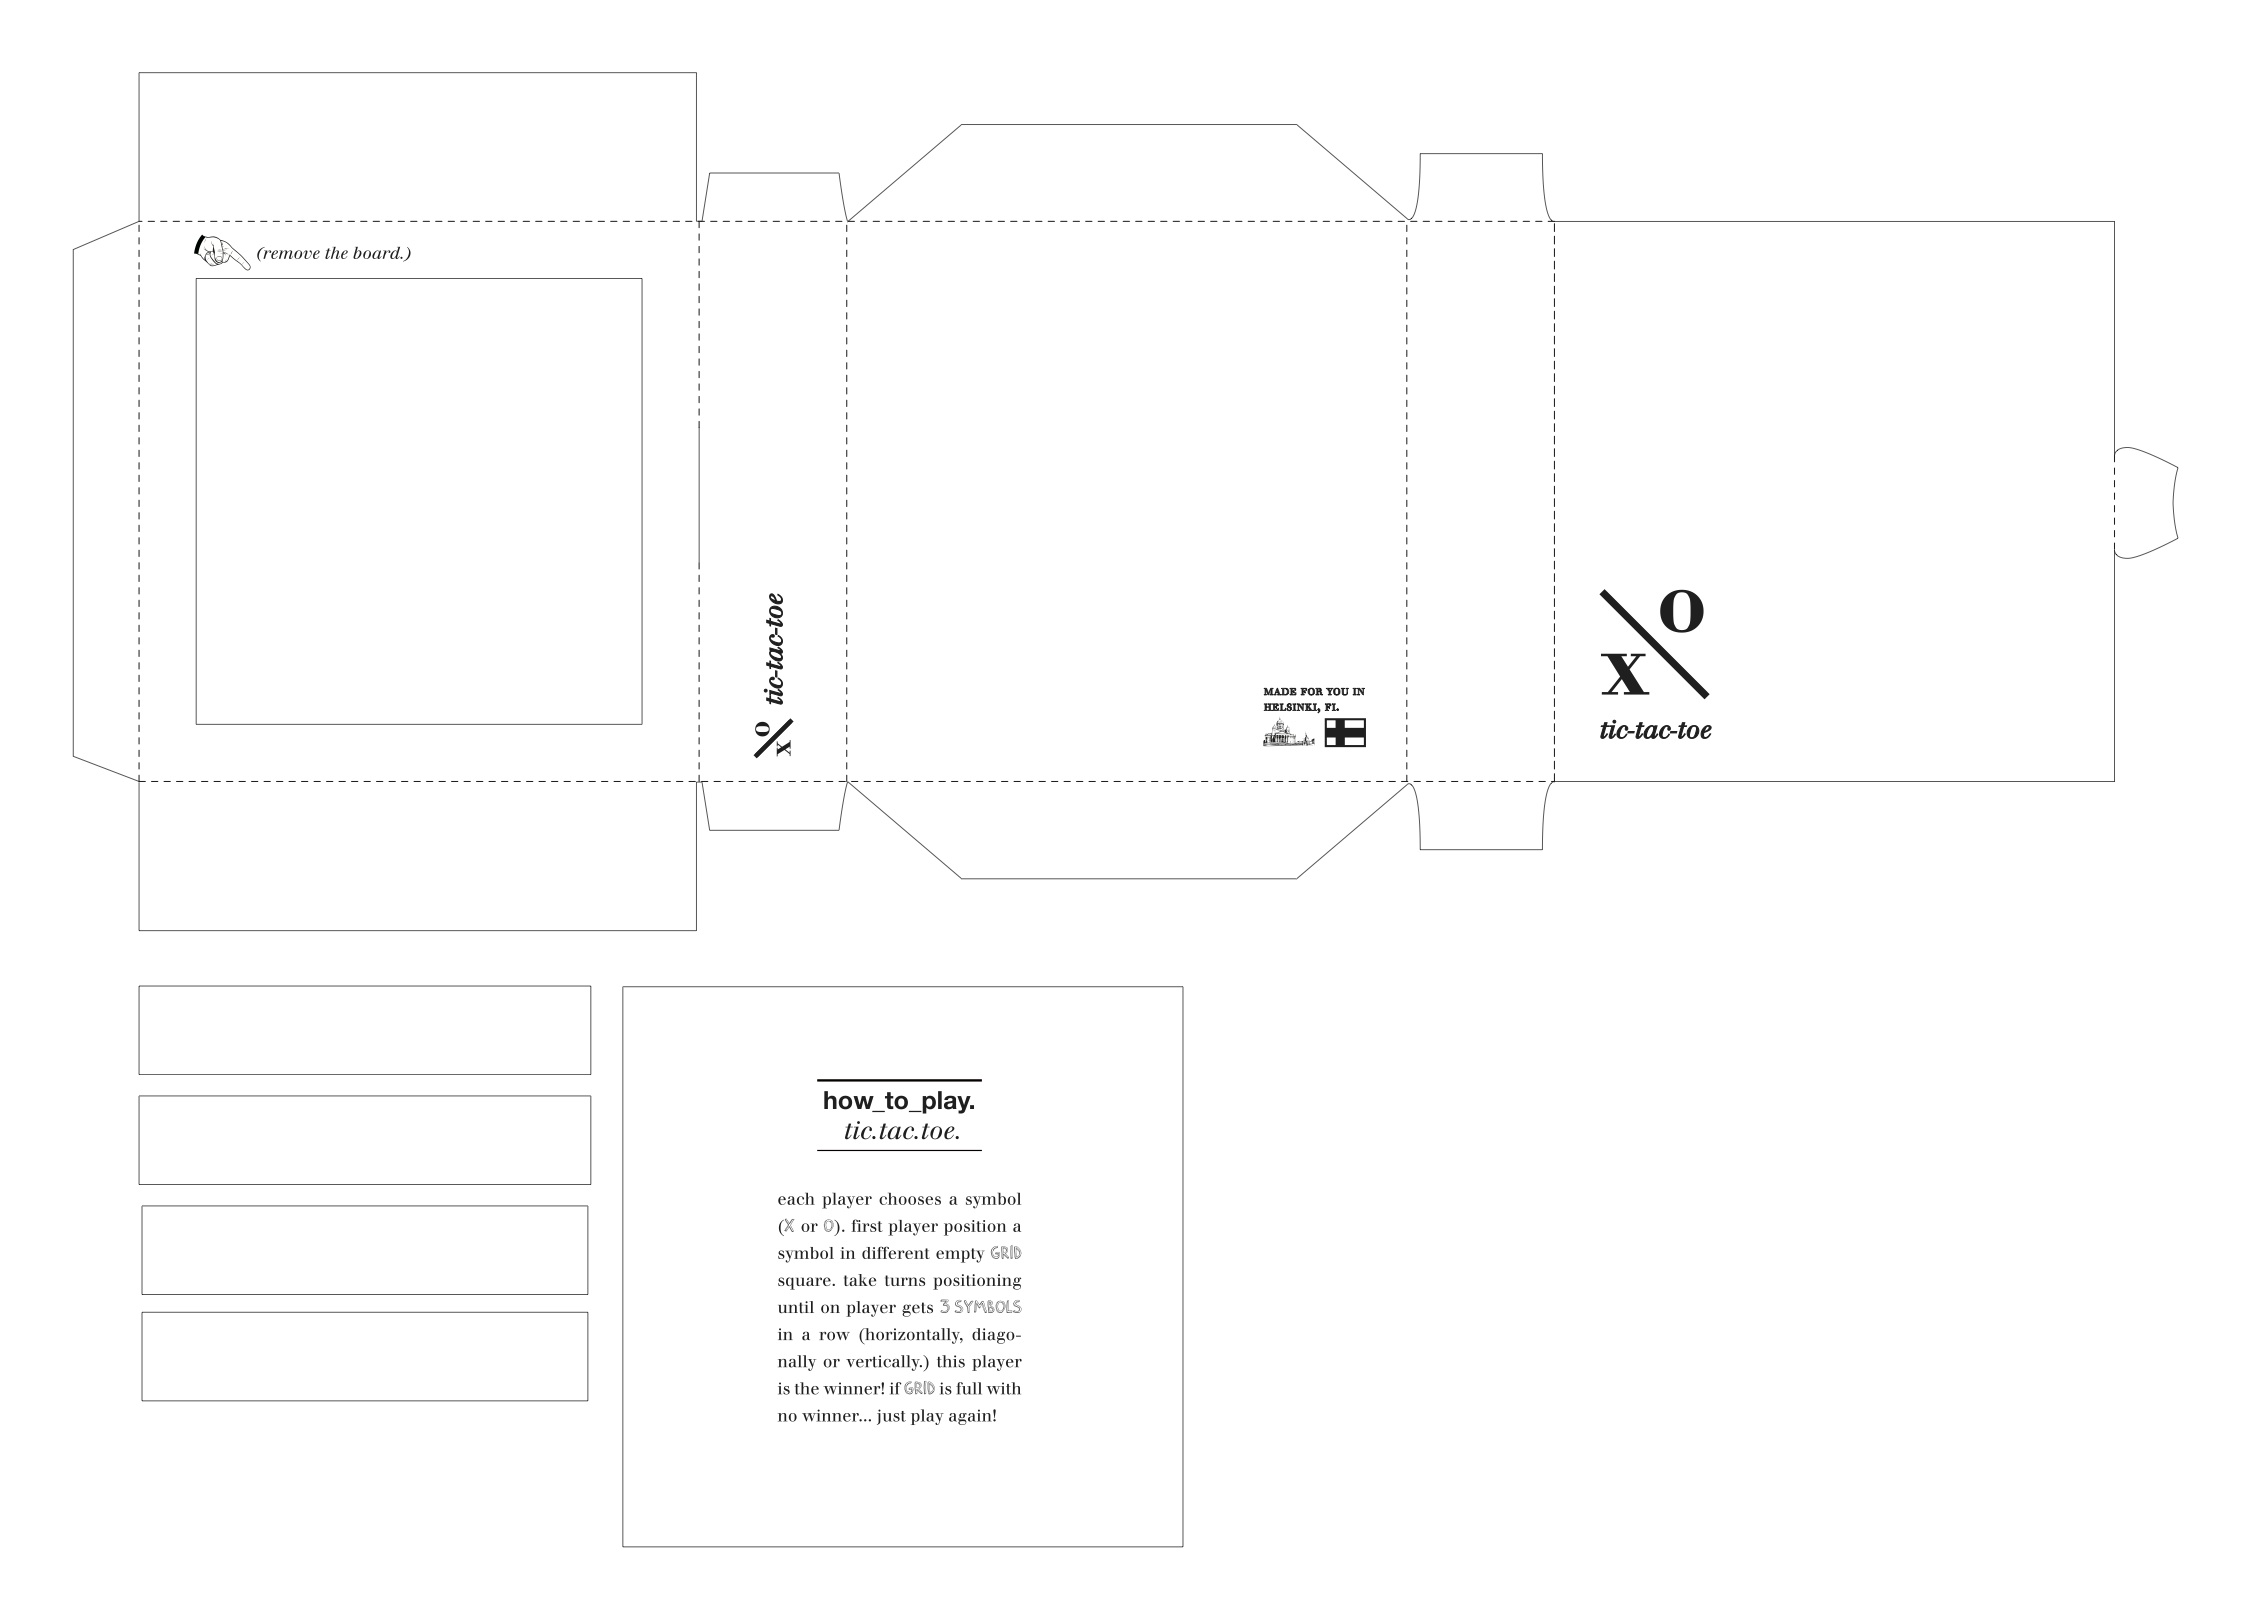 (remove the board.)
tic-tac-toe
x o
MADE FOR YOU IN
HELSINKI, FI.
o
x
tic-tac-toe
how_to_play.
tic.tac.toe.
each player chooses a symbol
(X or O). first player position a
symbol in different empty GRID
square. take turns positioning
until on player gets 3 SYMBOLS
in a row (horizontally, diago-
nally or vertically.) this player
is the winner! if GRID is full with
no winner... just play again!